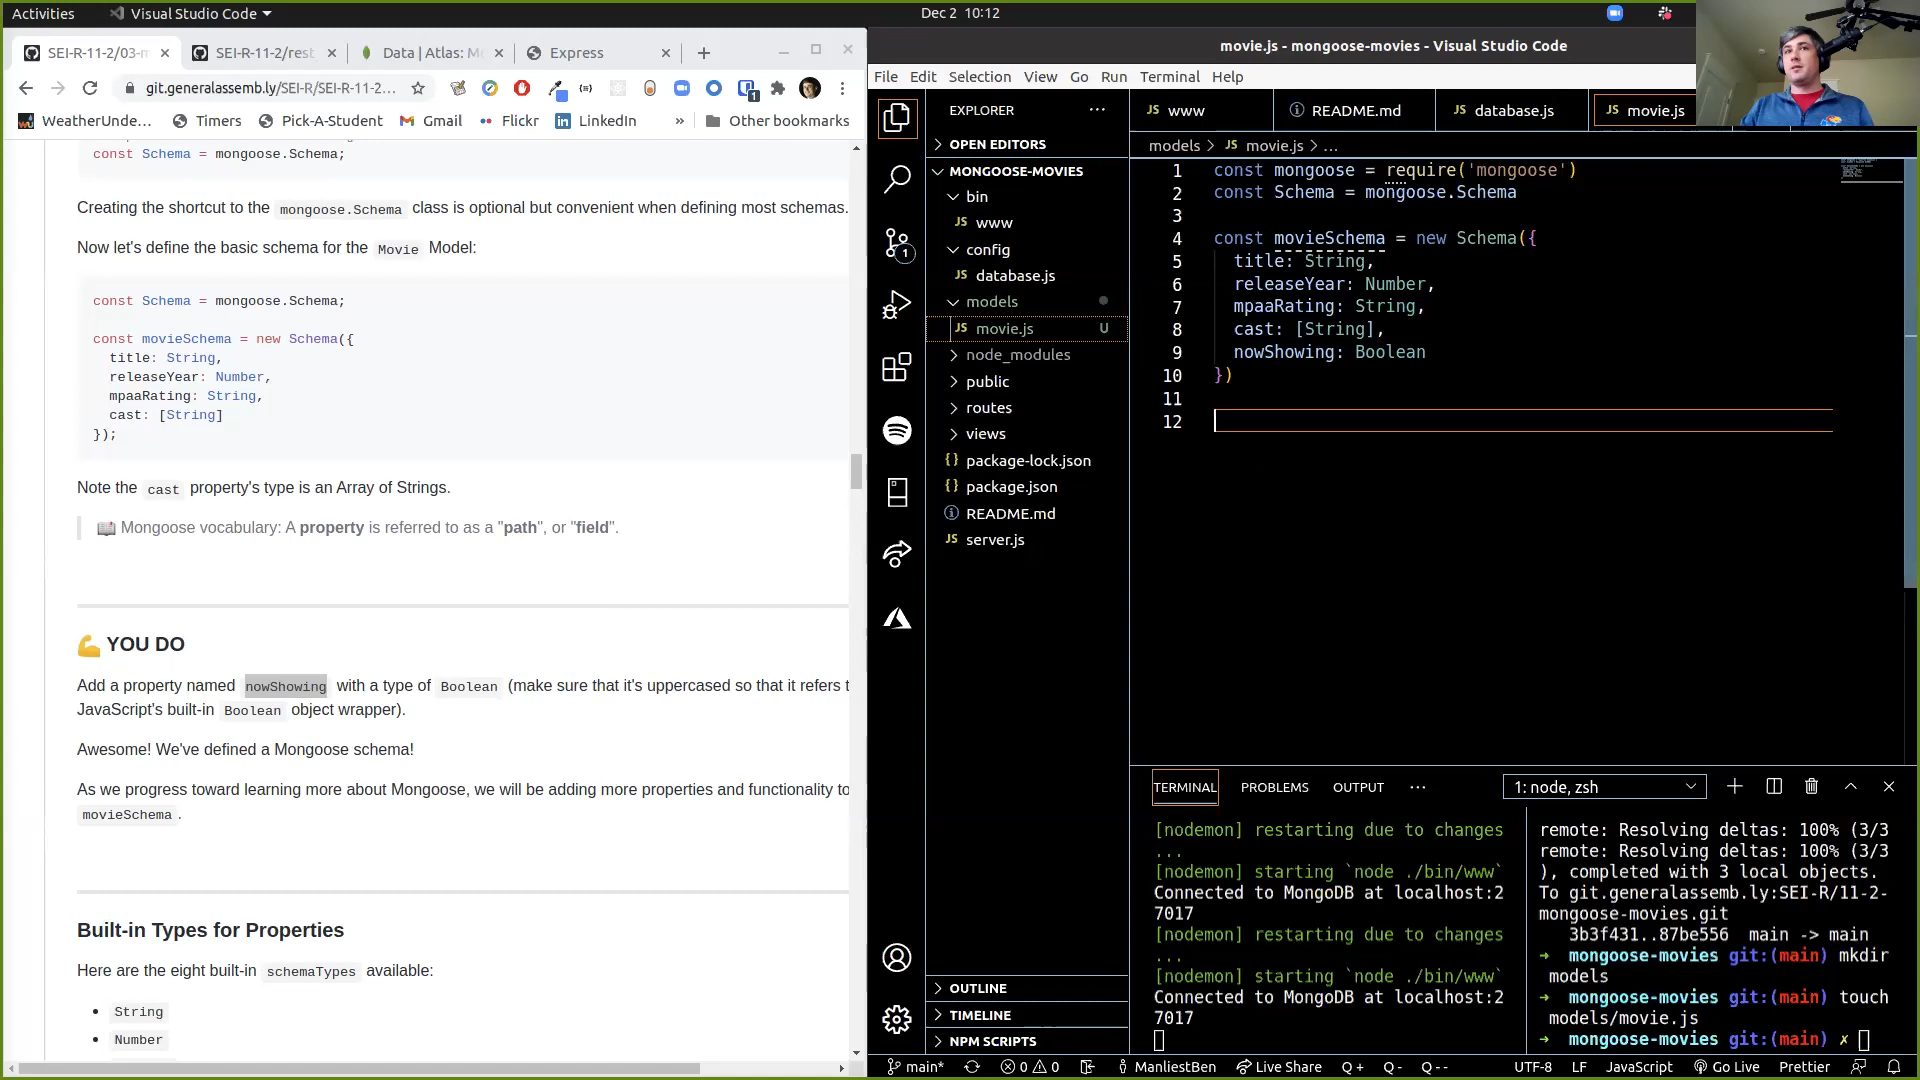 Activities
Visual Studio Code
Dec 2 10:12
SEI-R-11-2/03-m
SEI-R-11-2/rest
Data | Atlas: Mo
Express
git.generalassemb.ly/SEI-R/SEI-R-11-2...
1
WeatherUnde...
Timers
Pick-A-Student
Gmail
Flickr
LinkedIn
»
Other bookmarks
const Schema = mongoose.Schema;
Creating the shortcut to the mongoose.Schema class is optional but convenient when defining most schemas.
Now let's define the basic schema for the Movie Model:
const Schema = mongoose.Schema;
const movieSchema = new Schema({
title: String,
releaseYear: Number,
mpaaRating: String,
cast: [String]
});
Note the cast property's type is an Array of Strings.
📖 Mongoose vocabulary: A property is referred to as a "path", or "field".
💪 YOU DO
Add a property named nowShowing with a type of Boolean (make sure that it's uppercased so that it refers t
JavaScript's built-in Boolean object wrapper).
Awesome! We've defined a Mongoose schema!
As we progress toward learning more about Mongoose, we will be adding more properties and functionality to
movieSchema .
Built-in Types for Properties
Here are the eight built-in schemaTypes available:
• String
• Number
movie.js - mongoose-movies - Visual Studio Code
File Edit Selection View Go Run Terminal Help
EXPLORER
OPEN EDITORS
MONGOOSE-MOVIES
bin
JS www
config
JS database.js
models
JS movie.js U
node_modules
public
routes
views
{} package-lock.json
{} package.json
README.md
JS server.js
1
OUTLINE
TIMELINE
NPM SCRIPTS
JS www
README.md
JS database.js
JS movie.js
models > JS movie.js > ...
1 const mongoose = require('mongoose')
2 const Schema = mongoose.Schema
3
4 const movieSchema = new Schema({
5 title: String,
6 releaseYear: Number,
7 mpaaRating: String,
8 cast: [String],
9 nowShowing: Boolean
10 })
11
12
TERMINAL PROBLEMS OUTPUT ...
1: node, zsh
[nodemon] restarting due to changes
...
[nodemon] starting `node ./bin/www`
Connected to MongoDB at localhost:2
7017
[nodemon] restarting due to changes
...
[nodemon] starting `node ./bin/www`
Connected to MongoDB at localhost:2
7017
remote: Resolving deltas: 100% (3/3
remote: Resolving deltas: 100% (3/3
), completed with 3 local objects.
To git.generalassemb.ly:SEI-R/11-2-
mongoose-movies.git
3b3f431..87be556 main -> main
➜ mongoose-movies git:(main) mkdir
models
➜ mongoose-movies git:(main) touch
models/movie.js
➜ mongoose-movies git:(main) ✗
main*
0
0
ManliestBen
Live Share
Q +
Q -
Q --
UTF-8
LF
JavaScript
Go Live
Prettier